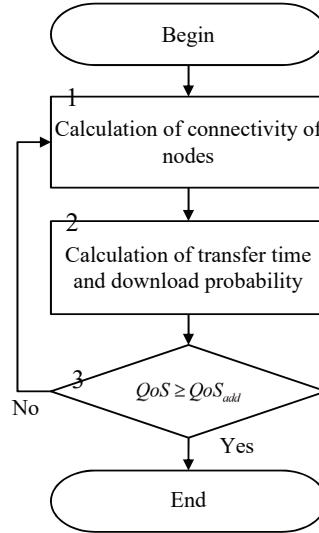 Begin
1
Calculation of connectivity of
nodes
2
Calculation of transfer time
and download probability
3
QoS ≥ QoS_add
No
Yes
End